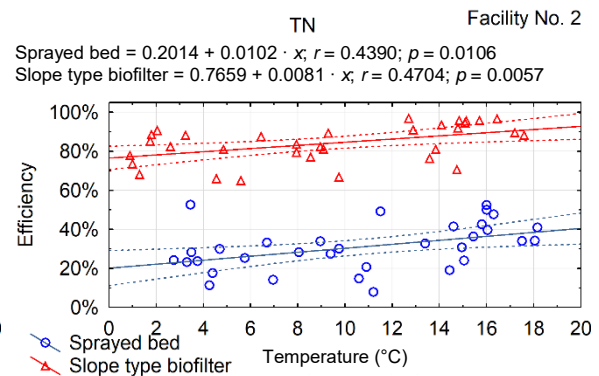 TN
Facility No. 2
Sprayed bed = 0.2014 + 0.0102 · x; r = 0.4390; p = 0.0106
Slope type biofilter = 0.7659 + 0.0081 · x; r = 0.4704; p = 0.0057
100%
80%
60%
40%
20%
0%
Efficiency
0 2 4 6 8 10 12 14 16 18 20
Sprayed bed
Slope type biofilter
Temperature (°C)